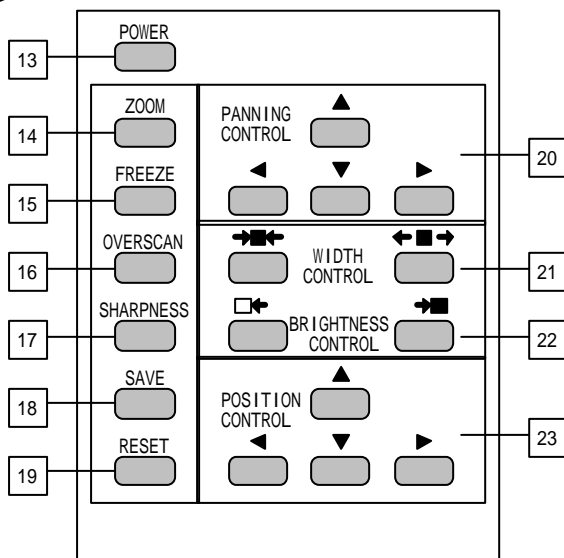 POWER
13
ZOOM
14
FREEZE
15
OVERSCAN
16
SHARPNESS
17
SAVE
18
RESET
19
PANNING
CONTROL
20
WIDTH
CONTROL
21
BRIGHTNESS
CONTROL
22
POSITION
CONTROL
23